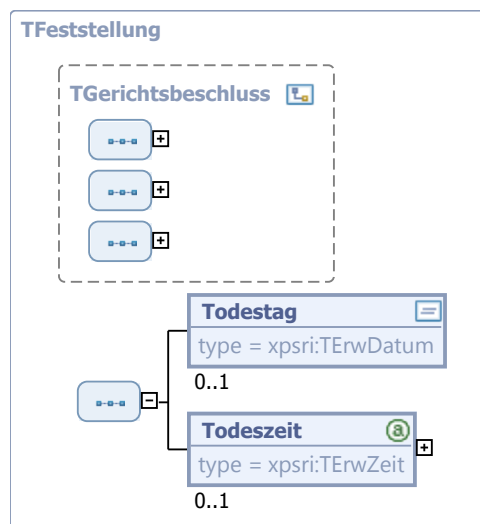 TFeststellung
TGerichtsbeschluss
Todestag
type = xpsri:TErwDatum
0..1
Todeszeit
type = xpsri:TErwZeit
0..1